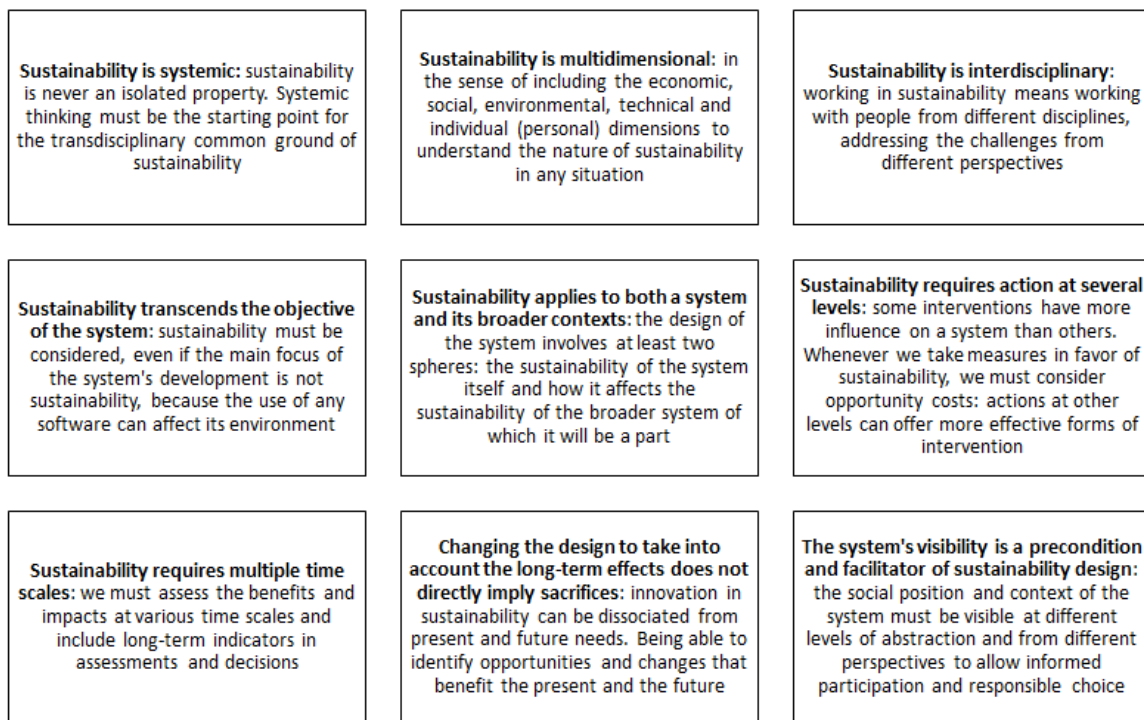 Sustainability is systemic: sustainability
is never an isolated property. Systemic
thinking must be the starting point for
the transdisciplinary common ground of
sustainability
Sustainability is multidimensional: in
the sense of including the economic,
social, environmental, technical and
individual (personal) dimensions to
understand the nature of sustainability
in any situation
Sustainability is interdisciplinary:
working in sustainability means working
with people from different disciplines,
addressing the challenges from
different perspectives
Sustainability transcends the objective
of the system: sustainability must be
considered, even if the main focus of
the system's development is not
sustainability, because the use of any
software can affect its environment
Sustainability applies to both a system
and its broader contexts: the design of
the system involves at least two
spheres: the sustainability of the system
itself and how it affects the
sustainability of the broader system of
which it will be a part
Sustainability requires action at several
levels: some interventions have more
influence on a system than others.
Whenever we take measures in favor of
sustainability, we must consider
opportunity costs: actions at other
levels can offer more effective forms of
intervention
Sustainability requires multiple time
scales: we must assess the benefits and
impacts at various time scales and
include long-term indicators in
assessments and decisions
Changing the design to take into
account the long-term effects does not
directly imply sacrifices: innovation in
sustainability can be dissociated from
present and future needs. Being able to
identify opportunities and changes that
benefit the present and the future
The system's visibility is a precondition
and facilitator of sustainability design:
the social position and context of the
system must be visible at different
levels of abstraction and from different
perspectives to allow informed
participation and responsible choice